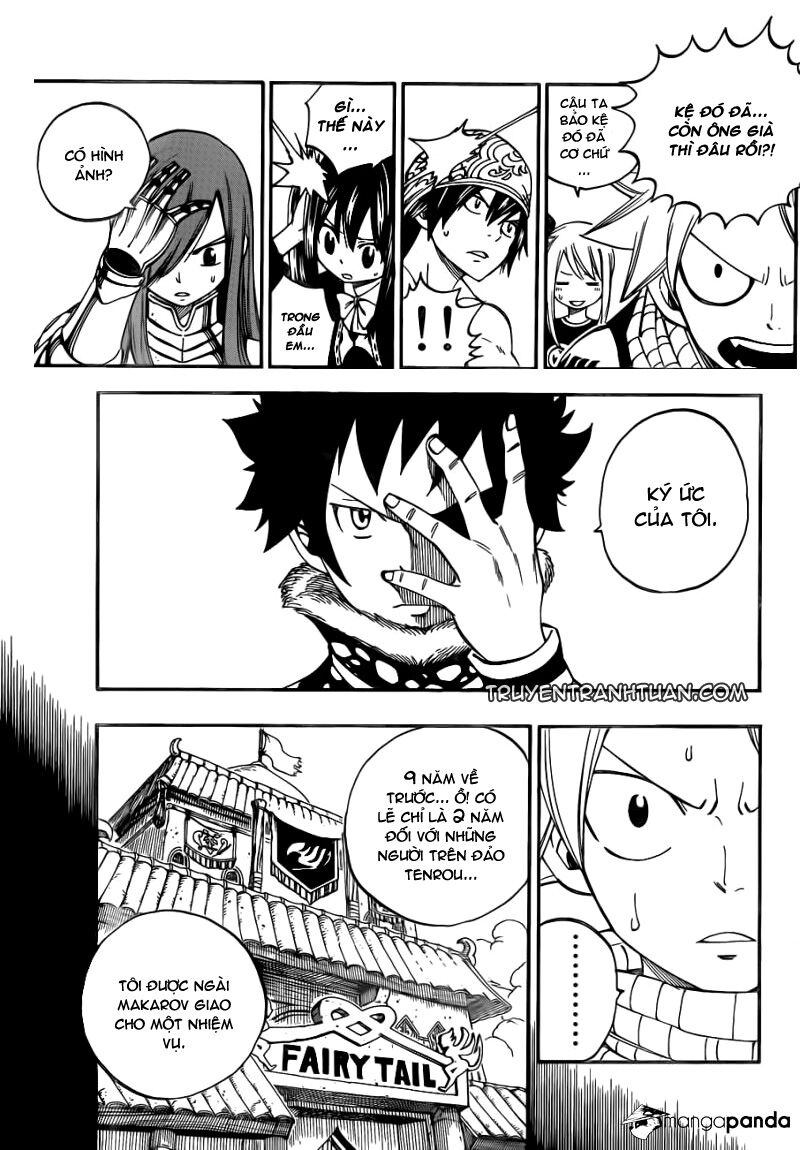 KỆ ĐÓ ĐÃ...
CÒN ÔNG GIÀ
THÌ ĐÂU RỒI?!
CẬU TA
BẢO KỆ
ĐÓ ĐÃ
CƠ CHỨ
...
!!
GÌ...
THẾ NÀY
...
TRONG
ĐẦU
EM...
CÓ HÌNH
ẢNH?
KÝ ỨC
CỦA TÔI.
TRUYENTRANHTUAN.COM
.........
9 NĂM VỀ
TRƯỚC... Ồ! CÓ
LẼ CHỈ LÀ 2 NĂM
ĐỐI VỚI NHỮNG
NGƯỜI TRÊN ĐẢO
TENROU...
TÔI ĐƯỢC NGÀI
MAKAROV GIAO
CHO MỘT NHIỆM
VỤ.
FAIRY TAIL
mangapanda